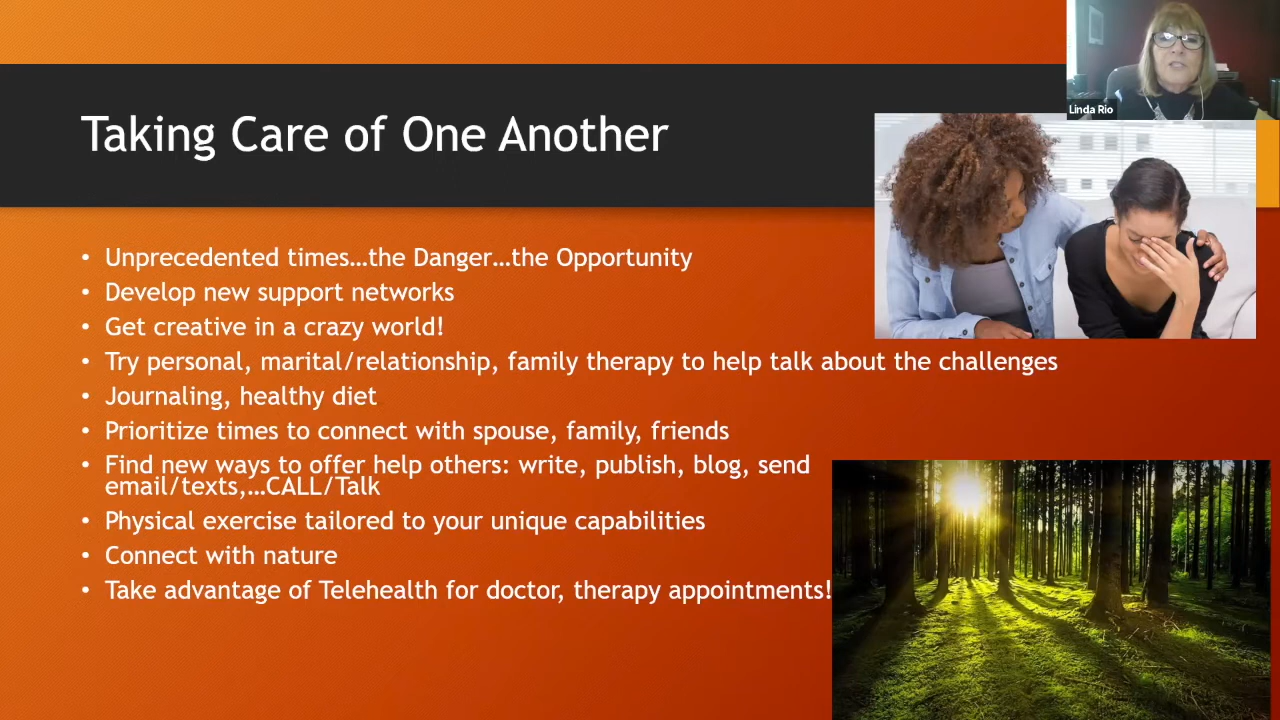 Linda Rio
Taking Care of One Another
• Unprecedented times…the Danger…the Opportunity
• Develop new support networks
• Get creative in a crazy world!
• Try personal, marital/relationship, family therapy to help talk about the challenges
• Journaling, healthy diet
• Prioritize times to connect with spouse, family, friends
• Find new ways to offer help others: write, publish, blog, send
email/texts,…CALL/Talk
• Physical exercise tailored to your unique capabilities
• Connect with nature
• Take advantage of Telehealth for doctor, therapy appointments!